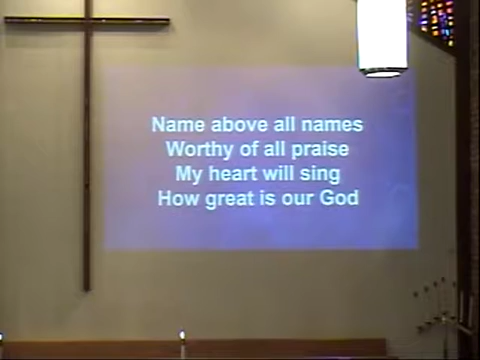 Name above all names
Worthy of all praise
My heart will sing
How great is our God